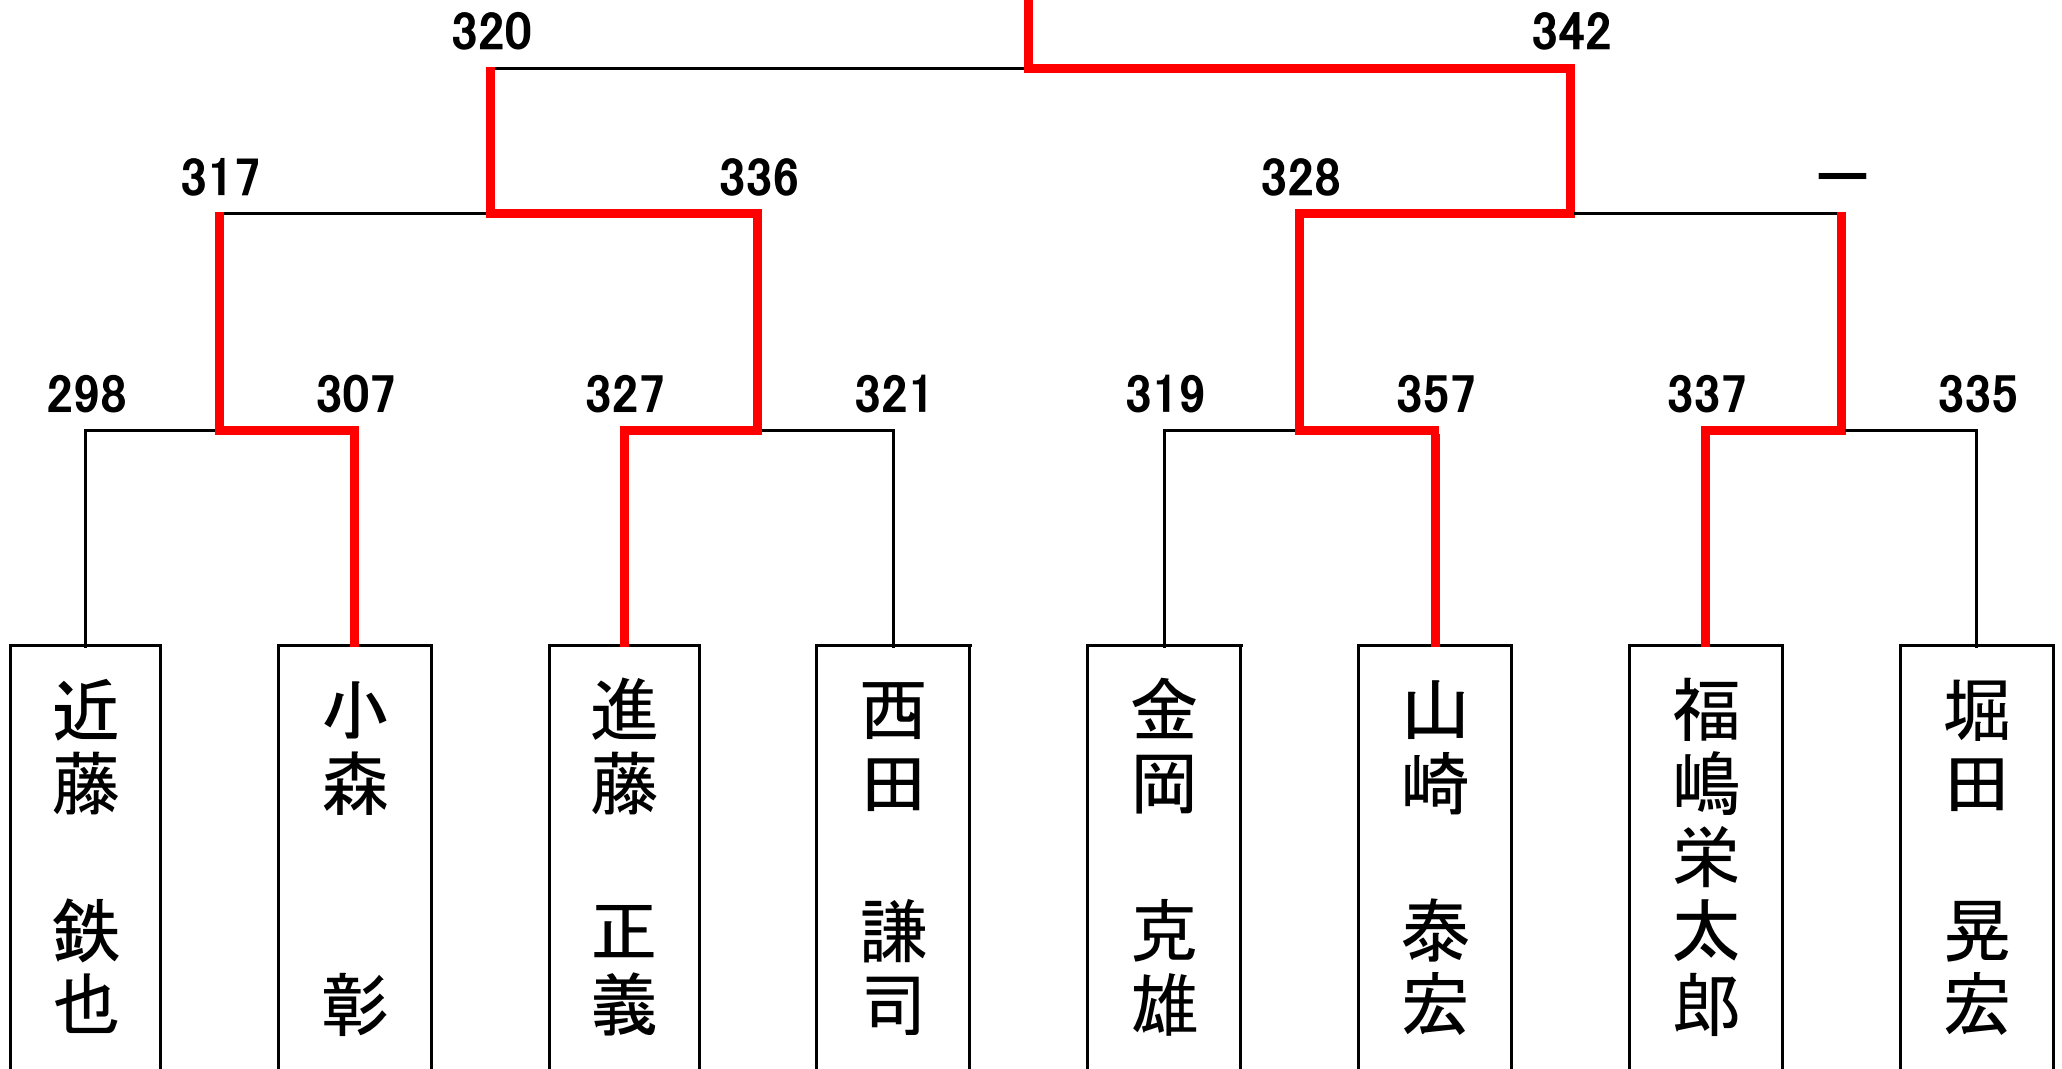 320
342
317
336
328
―
298
307
327
321
319
357
337
335
近藤　鉄也
小森　　彰
進藤　正義
西田　謙司
金岡　克雄
山崎　泰宏
福嶋栄太郎
堀田　晃宏